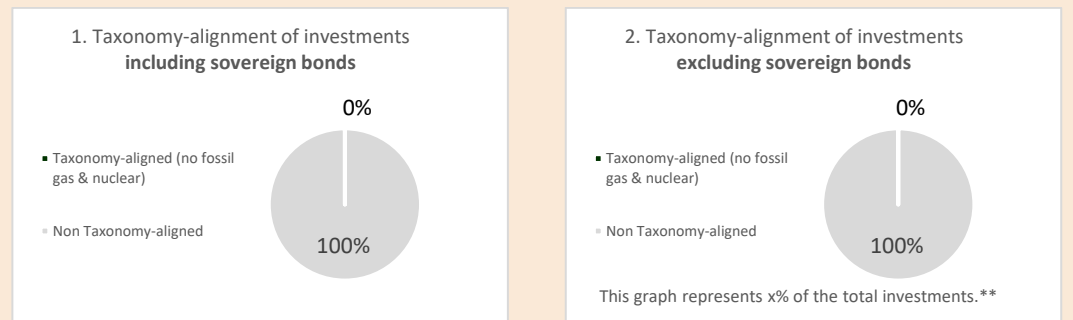 1. Taxonomy-alignment of investments
including sovereign bonds
0%
Taxonomy-aligned (no fossil
gas & nuclear)
Non Taxonomy-aligned
100%
2. Taxonomy-alignment of investments
excluding sovereign bonds
0%
Taxonomy-aligned (no fossil
gas & nuclear)
Non Taxonomy-aligned
100%
This graph represents x% of the total investments.**